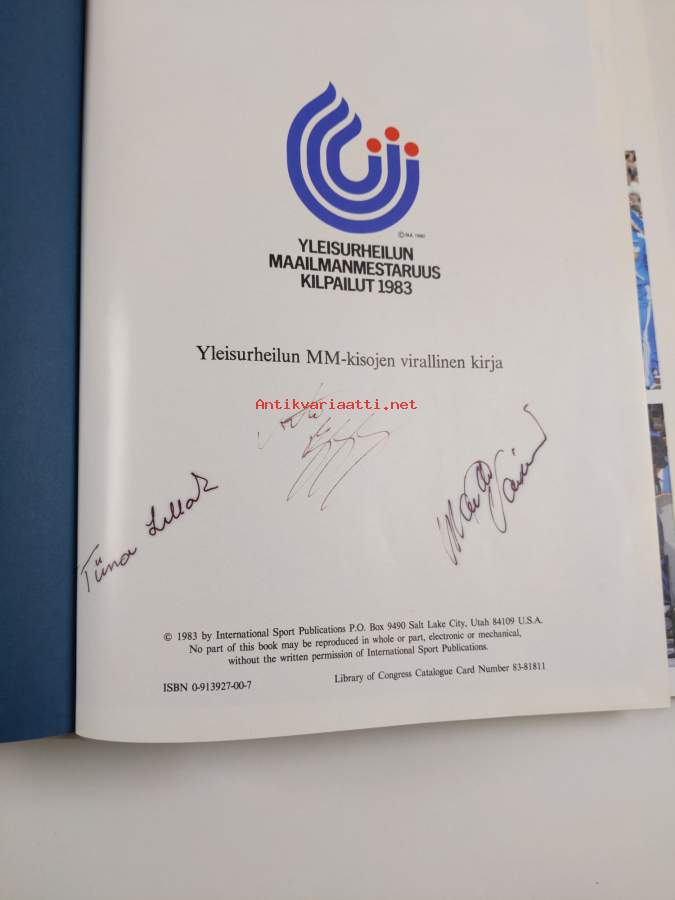 © SUL 1980
YLEISURHEILUN
MAAILMANMESTARUUS
KILPAILUT 1983
Yleisurheilun MM-kisojen virallinen kirja
Antikvariaatti.net
Tiina Lillak
© 1983 by International Sport Publications P.O. Box 9490 Salt Lake City, Utah 84109 U.S.A.
No part of this book may be reproduced in whole or part, electronic or mechanical,
without the written permission of International Sport Publications.
ISBN 0-913927-00-7
Library of Congress Catalogue Card Number 83-81811